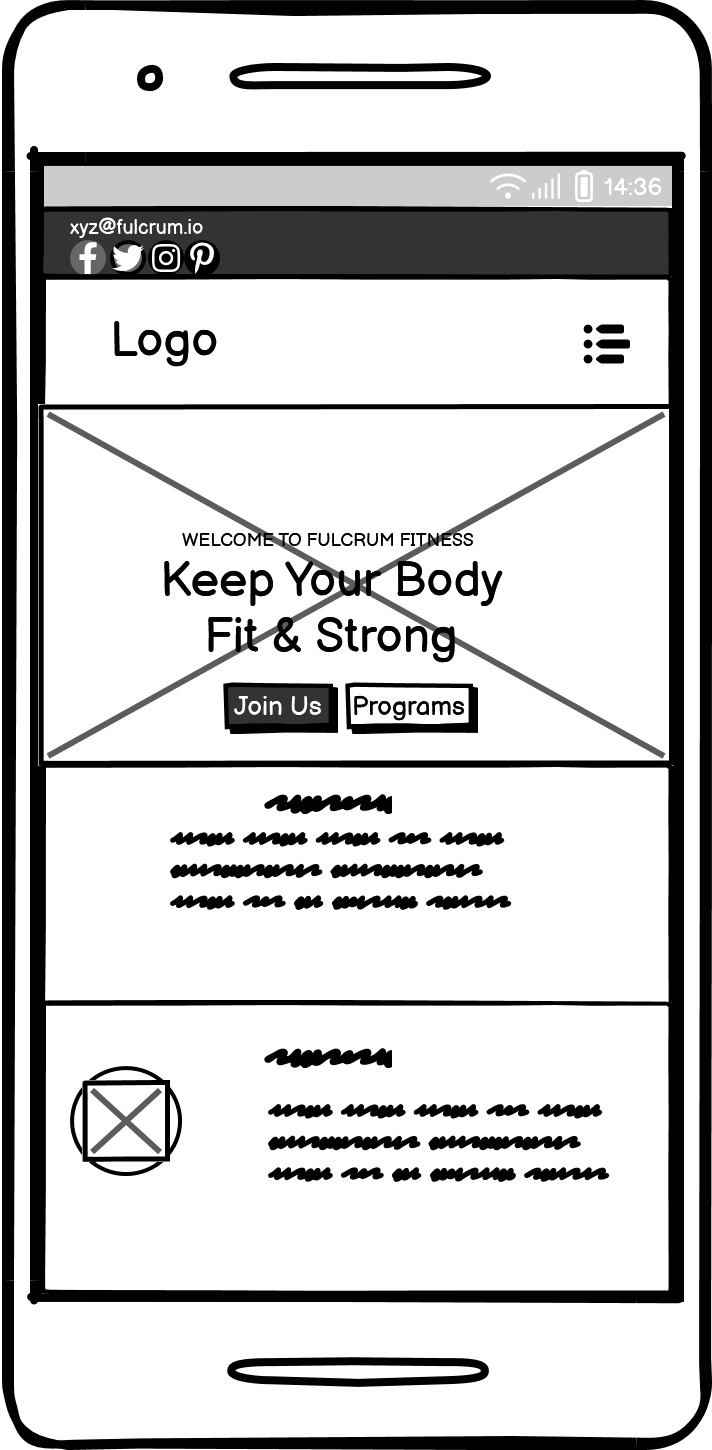 14:36
xyz@fulcrum.io
Logo
WELCOME TO FULCRUM FITNESS
Keep Your Body
Fit & Strong
Join Us
Programs